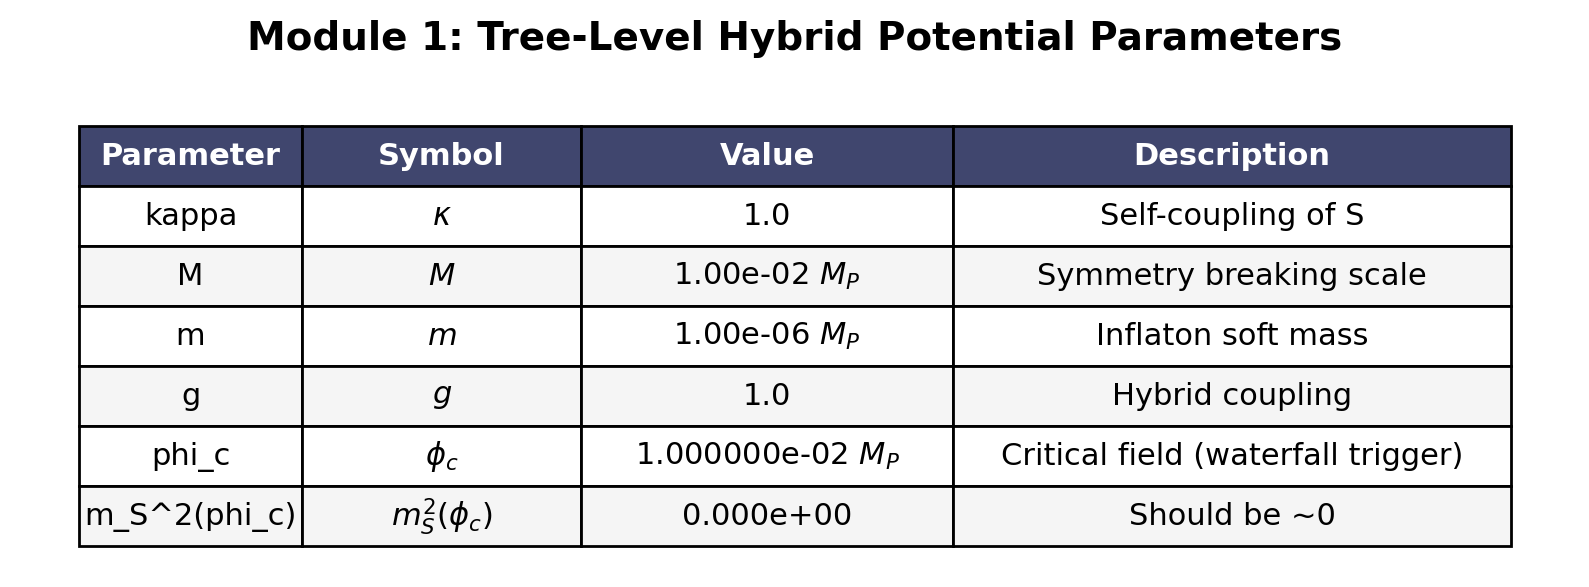 Module 1: Tree-Level Hybrid Potential Parameters
Parameter Symbol Value Description
kappa κ 1.0 Self-coupling of S
M M 1.00e-02 M_P Symmetry breaking scale
m m 1.00e-06 M_P Inflaton soft mass
g g 1.0 Hybrid coupling
phi_c ϕ_c 1.000000e-02 M_P Critical field (waterfall trigger)
m_S^2(phi_c) m_S^2(ϕ_c) 0.000e+00 Should be ~0